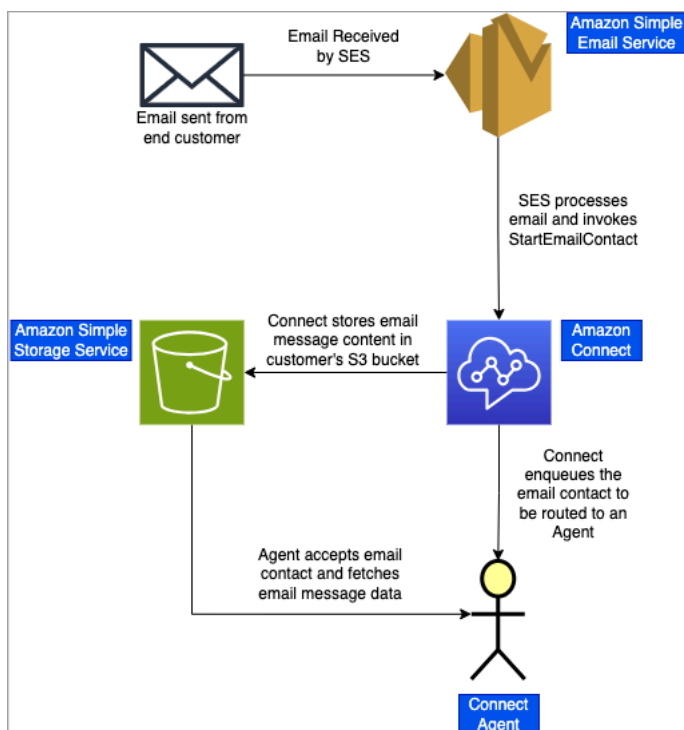 Amazon Simple
Email Service
Email Received
by SES
Email sent from
end customer
SES processes
email and invokes
StartEmailContact
Amazon Simple
Storage Service
Connect stores email
message content in
customer's S3 bucket
Amazon
Connect
Connect
enqueues the
email contact to
be routed to an
Agent
Agent accepts email
contact and fetches
email message data
Connect
Agent